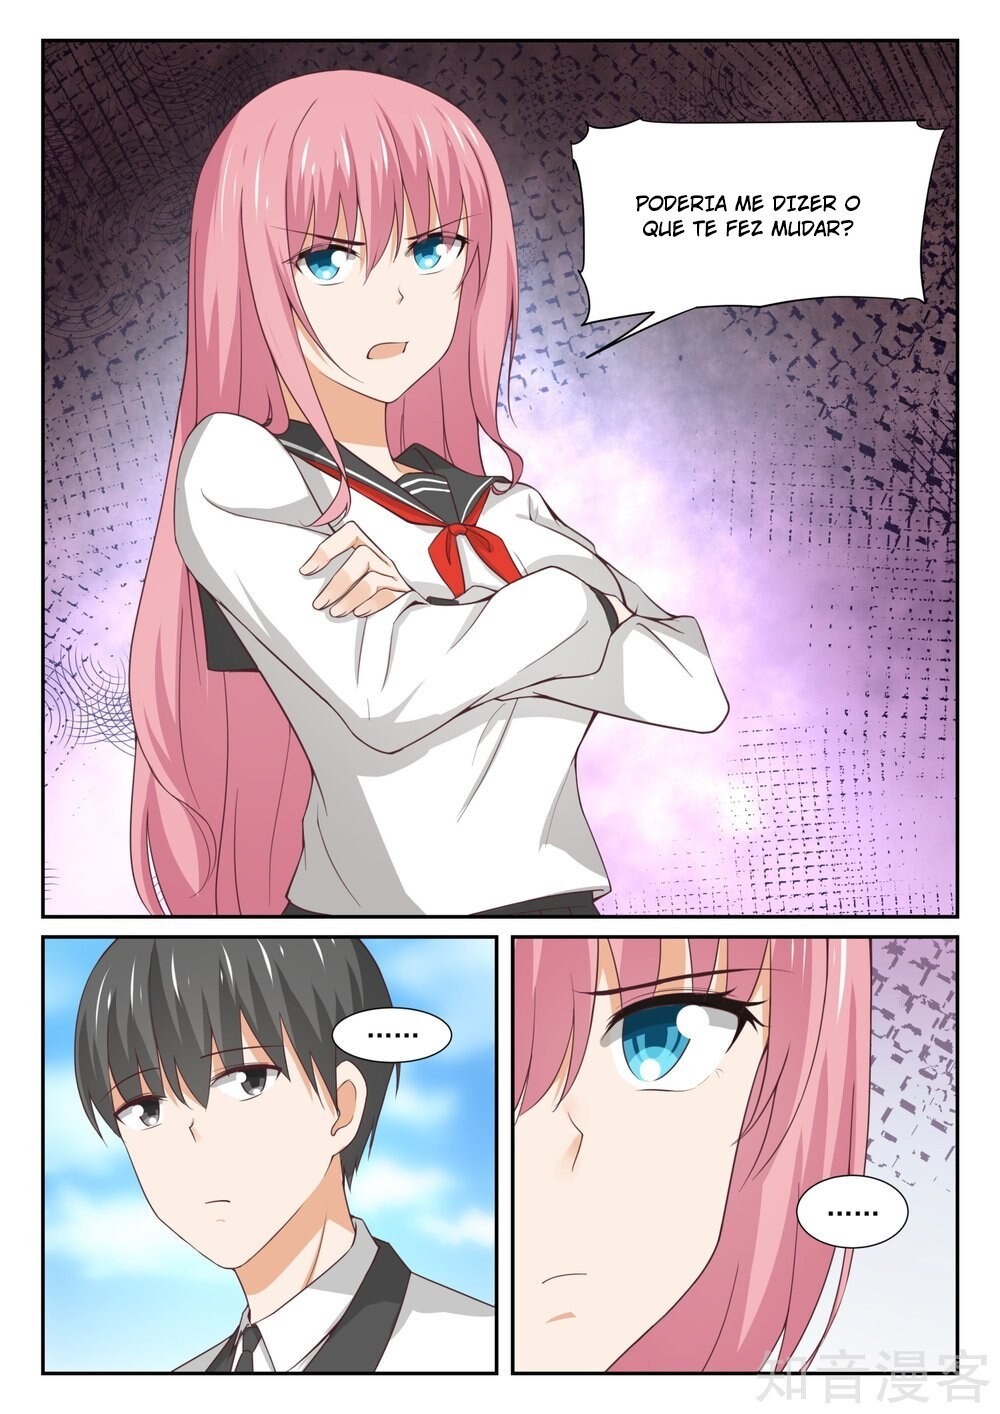 PODERIA ME DIZER O
QUE TE FEZ MUDAR?
......
......
知音漫客